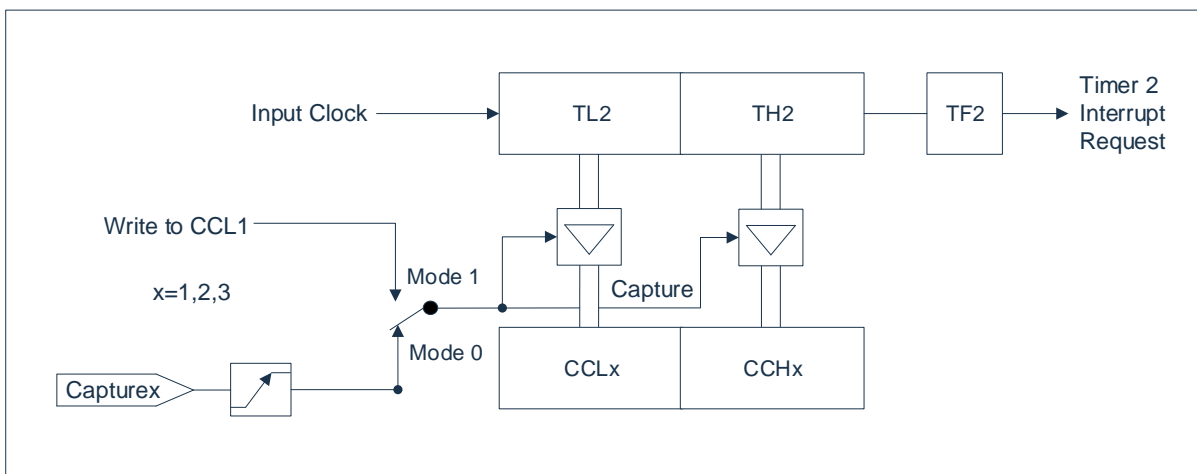 Input Clock
TL2
TH2
TF2
Timer 2
Interrupt
Request
Write to CCL1
Mode 1
x=1,2,3
Capture
Mode 0
CCLx
CCHx
Capturex